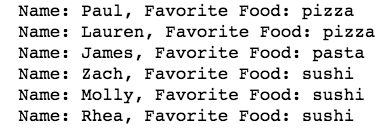 Name: Paul, Favorite Food: pizza
Name: Lauren, Favorite Food: pizza
Name: James, Favorite Food: pasta
Name: Zach, Favorite Food: sushi
Name: Molly, Favorite Food: sushi
Name: Rhea, Favorite Food: sushi